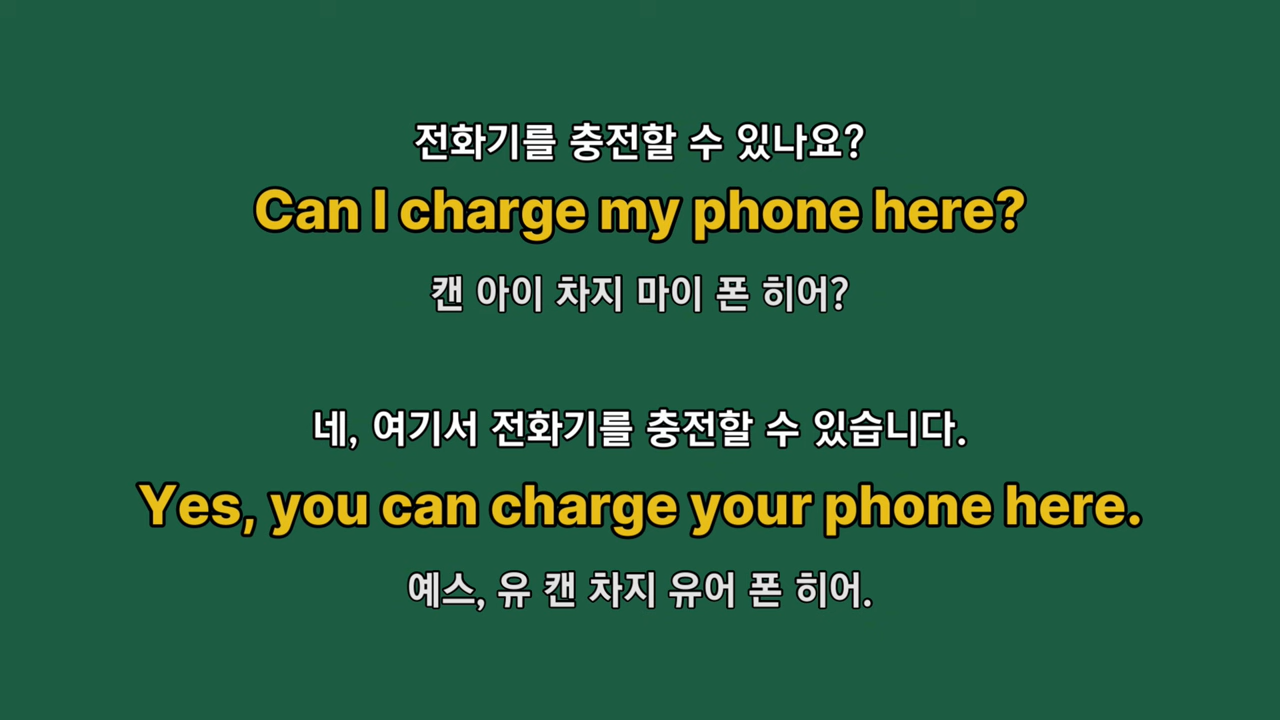 전화기를 충전할 수 있나요?
Can I charge my phone here?
캔 아이 차지 마이 폰 히어?
네, 여기서 전화기를 충전할 수 있습니다.
Yes, you can charge your phone here.
예스, 유 캔 차지 유어 폰 히어.